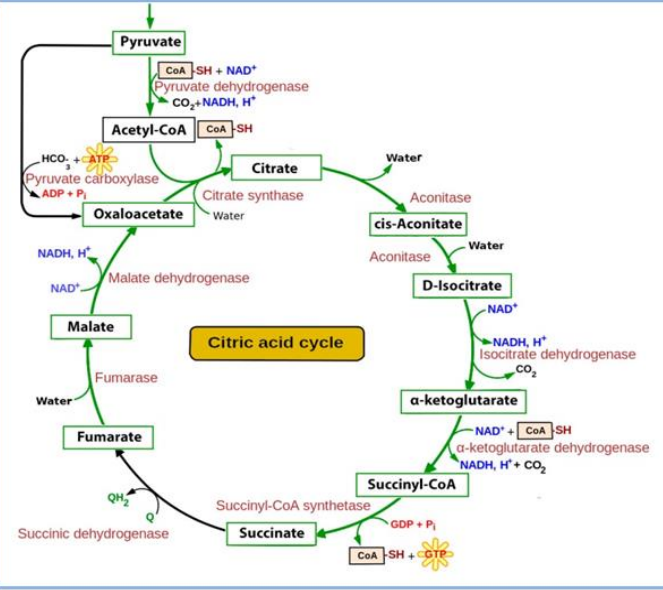 Pyruvate
CoA-SH + NAD⁺
Pyruvate dehydrogenase
CO₂+NADH, H⁺
Acetyl-CoA
CoA-SH
HCO₃⁻ + ATP
Pyruvate carboxylase
ADP + Pᵢ
Oxaloacetate
Citrate
Citrate synthase
Water
Water
Aconitase
cis-Aconitate
Water
Aconitase
D-Isocitrate
NAD⁺
NADH, H⁺
Isocitrate dehydrogenase
CO₂
α-ketoglutarate
NAD⁺ + CoA-SH
α-ketoglutarate dehydrogenase
NADH, H⁺+ CO₂
Succinyl-CoA
Succinyl-CoA synthetase
GDP + Pᵢ
CoA-SH + GTP
Succinate
QH₂
Q
Succinic dehydrogenase
Fumarate
Water
Fumarase
Malate
NADH, H⁺
NAD⁺
Malate dehydrogenase
Citric acid cycle